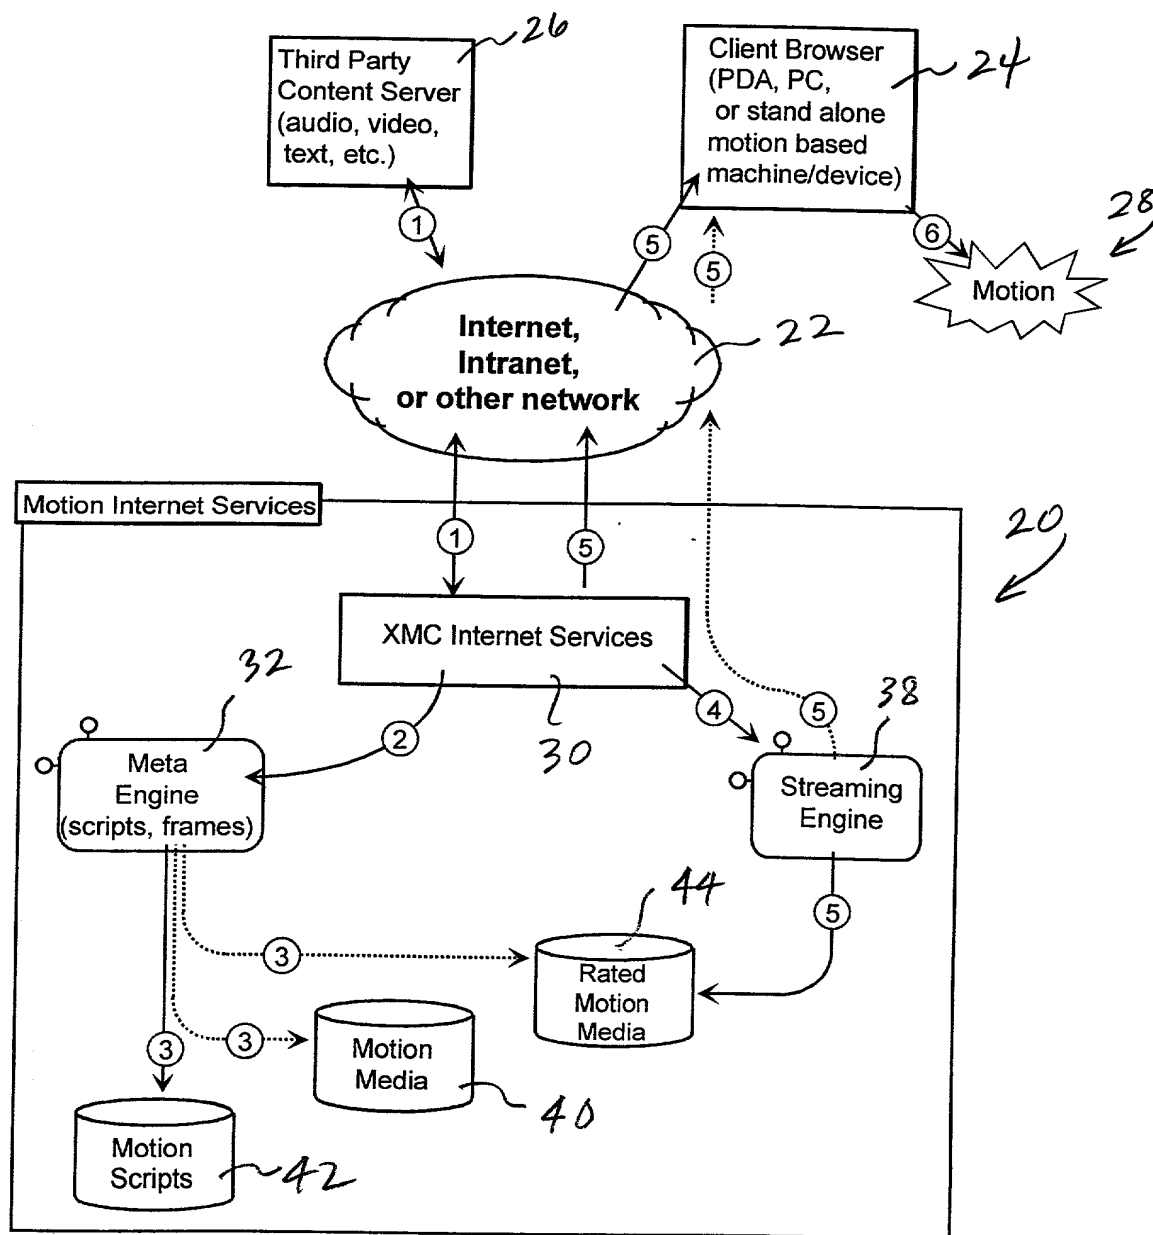 26
Third Party
Content Server
(audio, video,
text, etc.)
Client Browser
(PDA, PC,
or stand alone
motion based
machine/device)
24
1
5
5
6
28
Motion
Internet,
Intranet,
or other network
22
Motion Internet Services
20
1
5
XMC Internet Services
30
32
2
4
5
38
Meta
Engine
(scripts, frames)
Streaming
Engine
44
5
3
Rated
Motion
Media
3
3
Motion
Media
40
Motion
Scripts
42